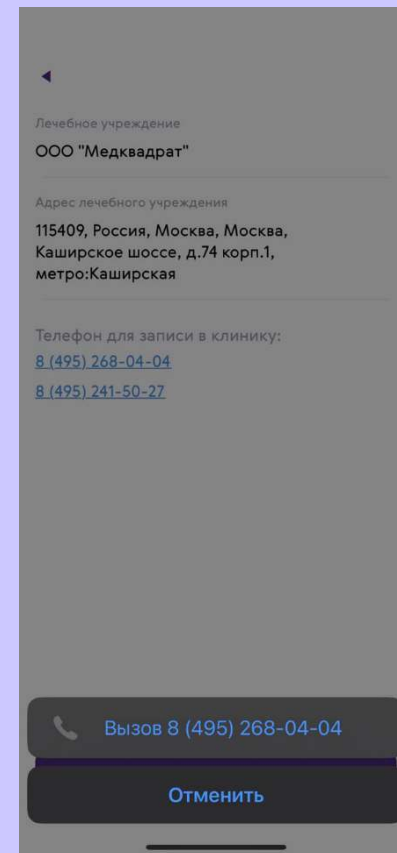 Лечебное учреждение
ООО "Медквадрат"
Адрес лечебного учреждения
115409, Россия, Москва, Москва,
Каширское шоссе, д.74 корп.1,
метро:Каширская
Телефон для записи в клинику:
8 (495) 268-04-04
8 (495) 241-50-27
Вызов 8 (495) 268-04-04
Отменить